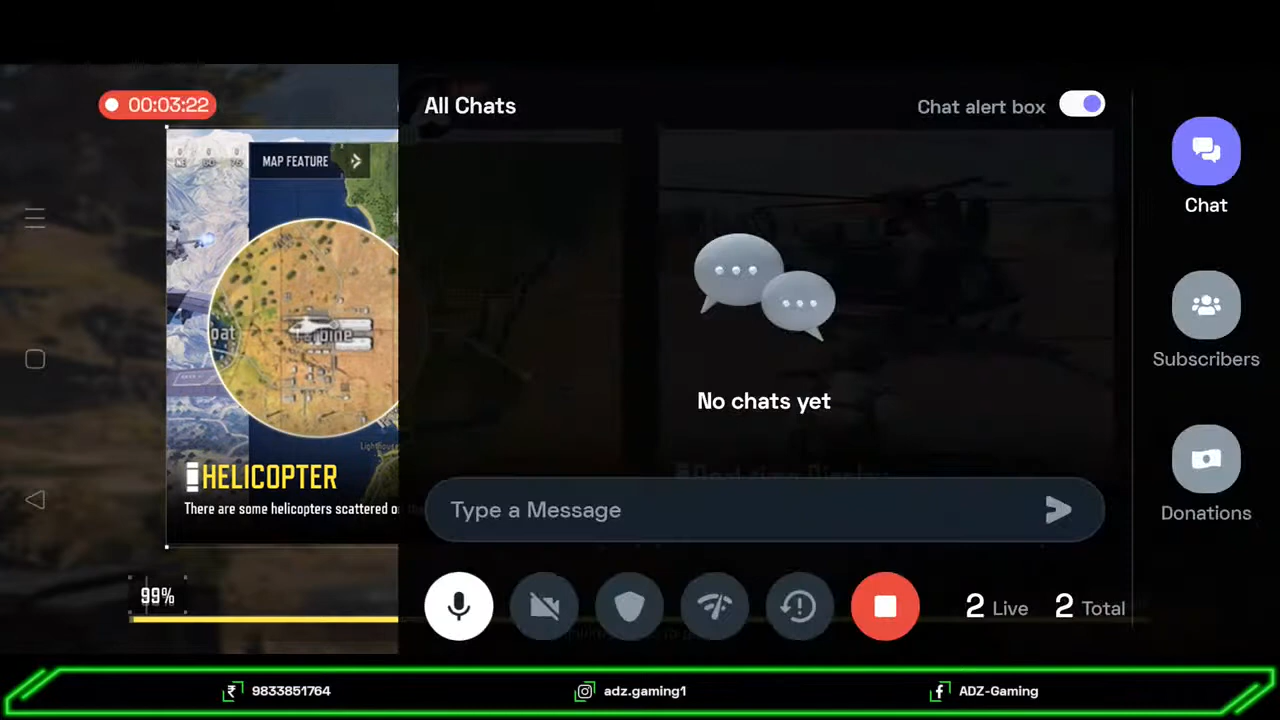 00:03:22
All Chats
Chat alert box
MAP FEATURE
Chat
No chats yet
Subscribers
HELICOPTER
There are some helicopters scattered o
Type a Message
Donations
99%
2 Live
2 Total
9833851764
adz.gaming1
ADZ-Gaming